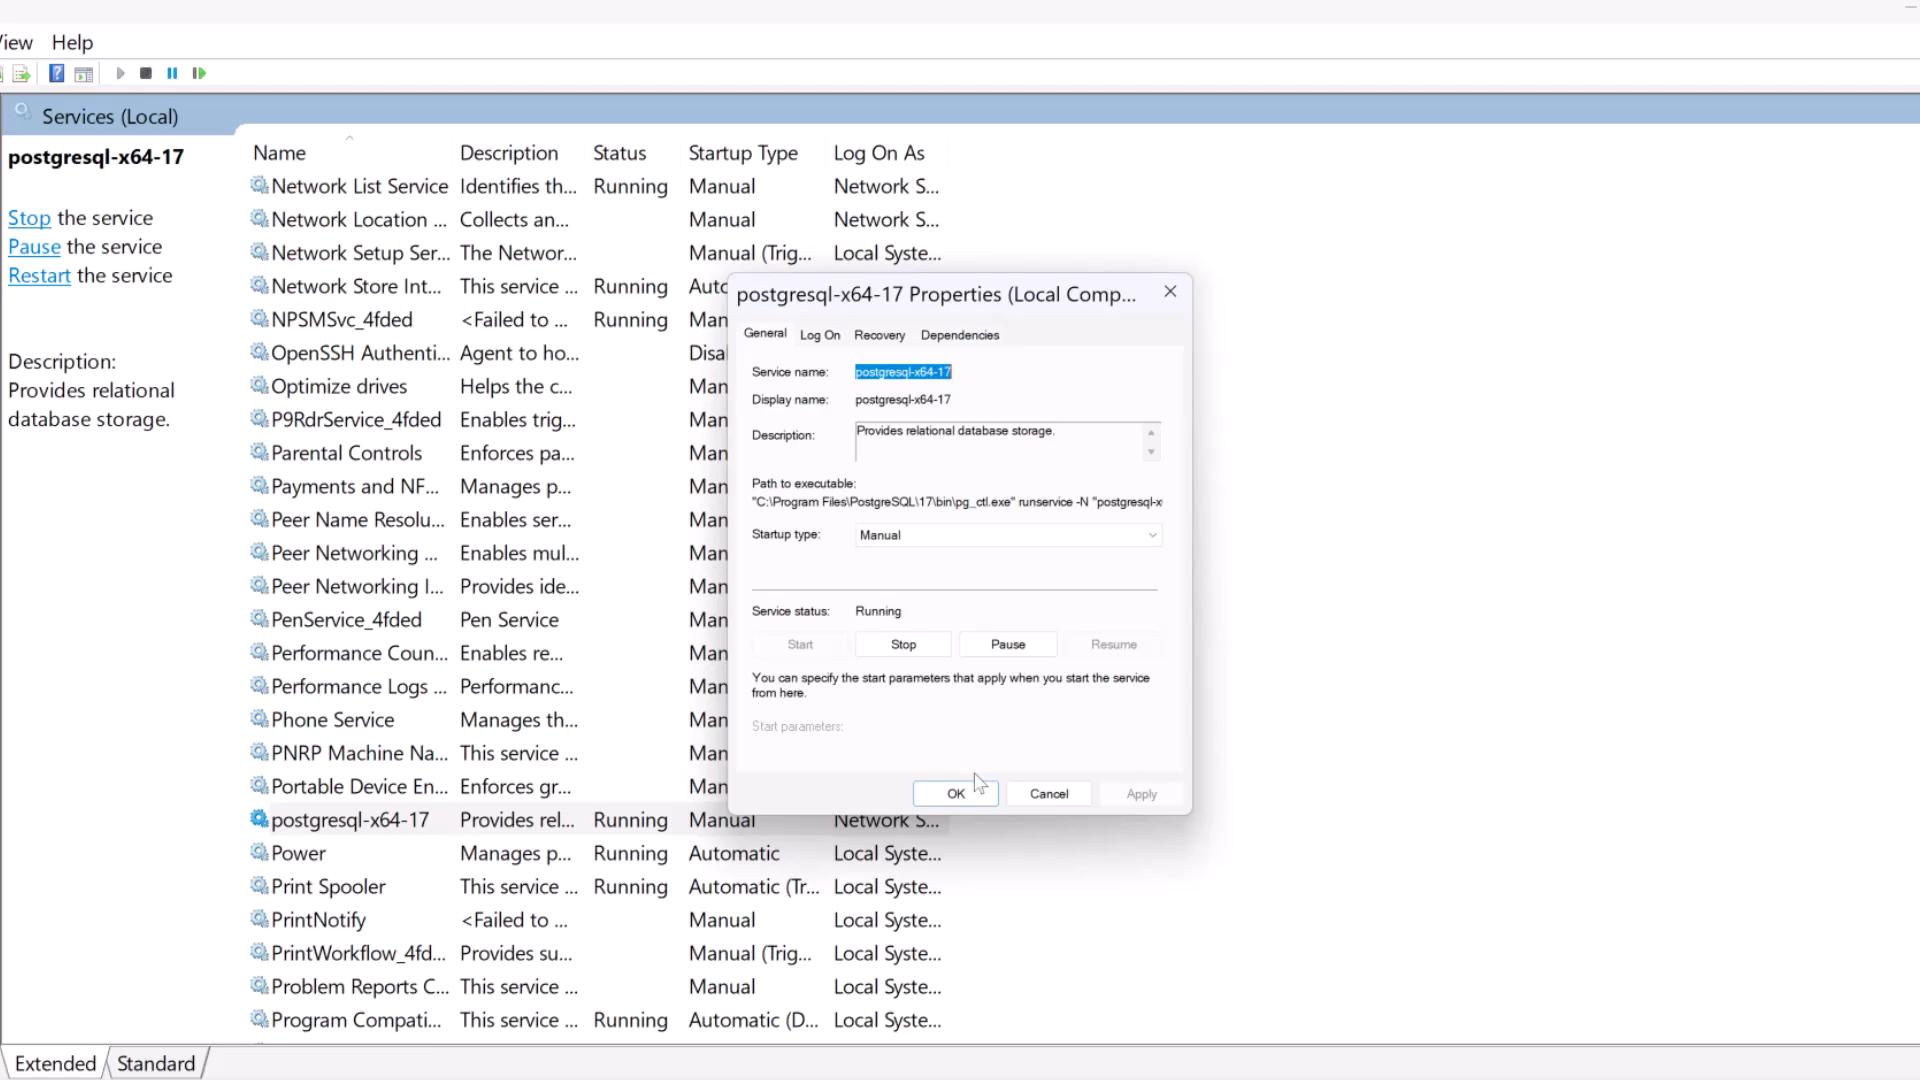 View Help
Services (Local)
postgresql-x64-17
Stop the service
Pause the service
Restart the service
Description:
Provides relational
database storage.
Name Description Status Startup Type Log On As
Network List Service Identifies th... Running Manual Network S...
Network Location ... Collects an... Manual Network S...
Network Setup Ser... The Networ... Manual (Trig... Local Syste...
Network Store Int... This service ... Running Auto
NPSMSvc_4fded <Failed to ... Running Man
OpenSSH Authenti... Agent to ho... Disa
Optimize drives Helps the c... Man
P9RdrService_4fded Enables trig... Man
Parental Controls Enforces pa... Man
Payments and NF... Manages p... Man
Peer Name Resolu... Enables ser... Man
Peer Networking ... Enables mul... Man
Peer Networking I... Provides ide... Man
PenService_4fded Pen Service Man
Performance Coun... Enables re... Man
Performance Logs ... Performanc... Man
Phone Service Manages th... Man
PNRP Machine Na... This service ... Man
Portable Device En... Enforces gr... Man
postgresql-x64-17 Provides rel... Running Manual Network S...
Power Manages p... Running Automatic Local Syste...
Print Spooler This service ... Running Automatic (Tr... Local Syste...
PrintNotify <Failed to ... Manual Local Syste...
PrintWorkflow_4fd... Provides su... Manual (Trig... Local Syste...
Problem Reports C... This service ... Manual Local Syste...
Program Compati... This service ... Running Automatic (D... Local Syste...
postgresql-x64-17 Properties (Local Comp...
General Log On Recovery Dependencies
Service name: postgresql-x64-17
Display name: postgresql-x64-17
Description: Provides relational database storage.
Path to executable:
"C:\Program Files\PostgreSQL\17\bin\pg_ctl.exe" runservice -N "postgresql-x
Startup type: Manual
Service status: Running
Start Stop Pause Resume
You can specify the start parameters that apply when you start the service
from here.
Start parameters:
OK Cancel Apply
Extended Standard